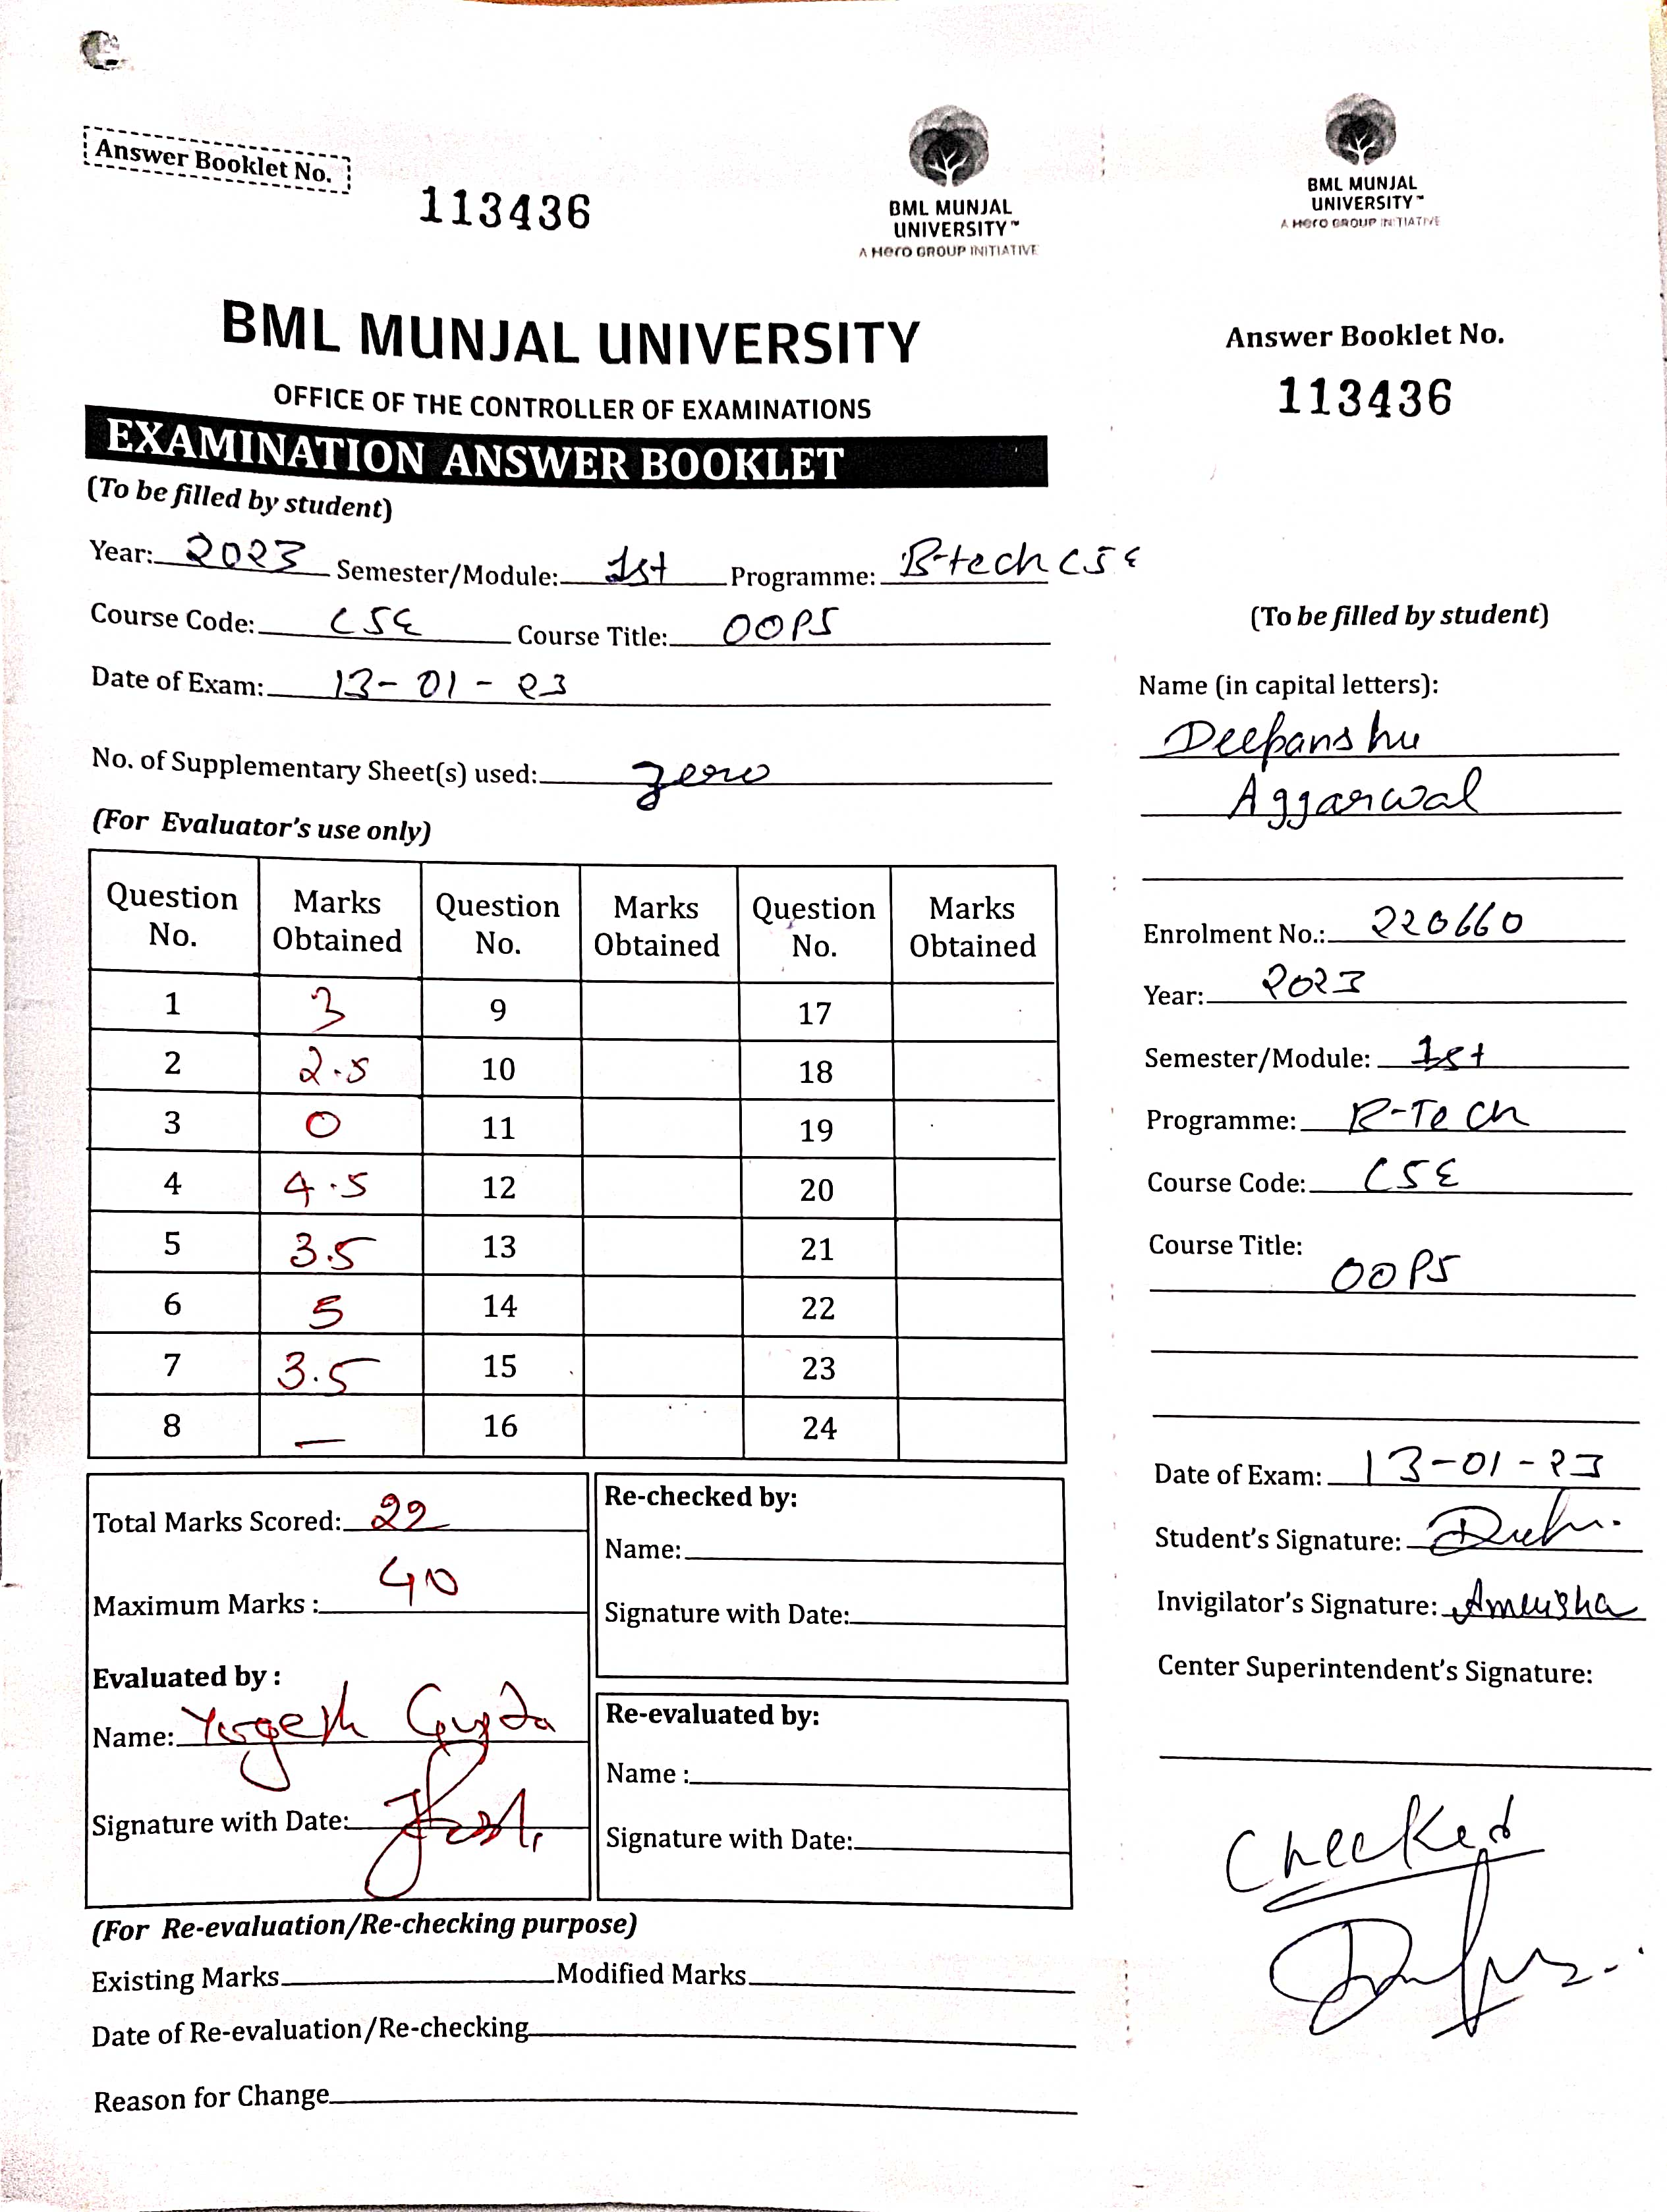 Answer Booklet No.
113436
BML MUNJAL
UNIVERSITY™
A Hero GROUP INITIATIVE
BML MUNJAL UNIVERSITY
OFFICE OF THE CONTROLLER OF EXAMINATIONS
EXAMINATION ANSWER BOOKLET
(To be filled by student)
Year: 2023 Semester/Module: 1st Programme: B-tech CSE
Course Code: CSE Course Title: OOPS
Date of Exam: 13-01-23
No. of Supplementary Sheet(s) used: zero
(For Evaluator's use only)
Question No. Marks Obtained Question No. Marks Obtained Question No. Marks Obtained
1 3 9 17
2 2.5 10 18
3 0 11 19
4 4.5 12 20
5 3.5 13 21
6 5 14 22
7 3.5 15 23
8 — 16 24
Total Marks Scored: 22
Maximum Marks : 40
Evaluated by :
Name: Yogesh Gupta
Signature with Date:
Re-checked by:
Name:
Signature with Date:
Re-evaluated by:
Name :
Signature with Date:
(For Re-evaluation/Re-checking purpose)
Existing Marks Modified Marks
Date of Re-evaluation/Re-checking
Reason for Change
BML MUNJAL
UNIVERSITY™
A Hero GROUP INITIATIVE
Answer Booklet No.
113436
(To be filled by student)
Name (in capital letters):
Deepanshu
Aggarwal
Enrolment No.: 220660
Year: 2023
Semester/Module: 1st
Programme: B-Tech
Course Code: CSE
Course Title:
OOPS
Date of Exam: 13-01-23
Student's Signature:
Invigilator's Signature:
Center Superintendent's Signature:
Checked